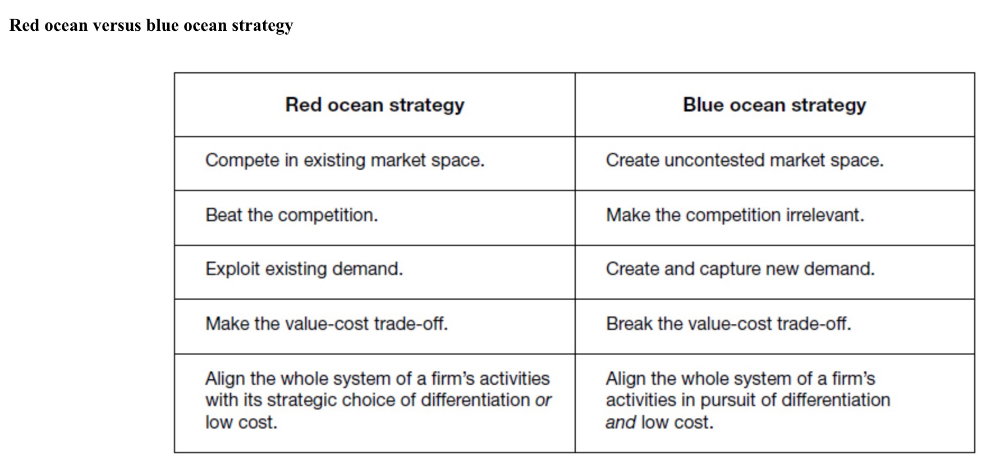 Red ocean versus blue ocean strategy
Red ocean strategy
Blue ocean strategy
Compete in existing market space.
Create uncontested market space.
Beat the competition.
Make the competition irrelevant.
Exploit existing demand.
Create and capture new demand.
Make the value-cost trade-off.
Break the value-cost trade-off.
Align the whole system of a firm’s activities
with its strategic choice of differentiation or
low cost.
Align the whole system of a firm’s
activities in pursuit of differentiation
and low cost.